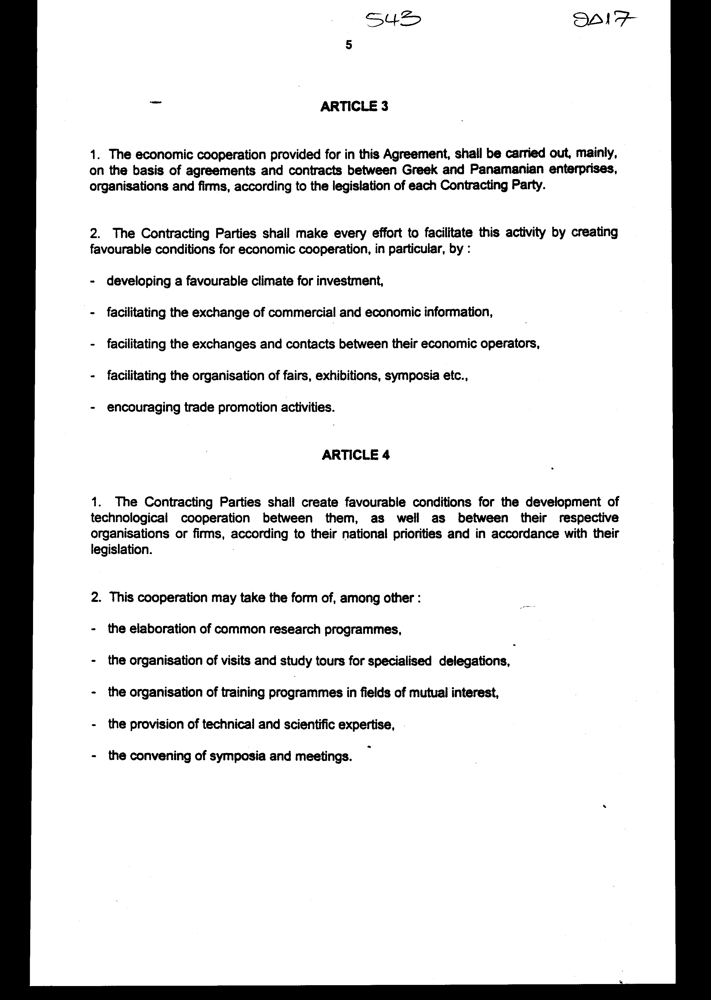 543
5
ARTICLE 3
1. The economic cooperation provided for in this Agreement, shall be carried out, mainly,
on the basis of agreements and contracts between Greek and Panamanian enterprises,
organisations and firms, according to the legislation of each Contracting Party.
2. The Contracting Parties shall make every effort to facilitate this activity by creating
favourable conditions for economic cooperation, in particular, by :
- developing a favourable climate for investment,
- facilitating the exchange of commercial and economic information,
- facilitating the exchanges and contacts between their economic operators,
- facilitating the organisation of fairs, exhibitions, symposia etc.,
- encouraging trade promotion activities.
ARTICLE 4
1. The Contracting Parties shall create favourable conditions for the development of
technological cooperation between them, as well as between their respective
organisations or firms, according to their national priorities and in accordance with their
legislation.
2. This cooperation may take the form of, among other :
- the elaboration of common research programmes,
- the organisation of visits and study tours for specialised delegations,
- the organisation of training programmes in fields of mutual interest,
- the provision of technical and scientific expertise,
- the convening of symposia and meetings.